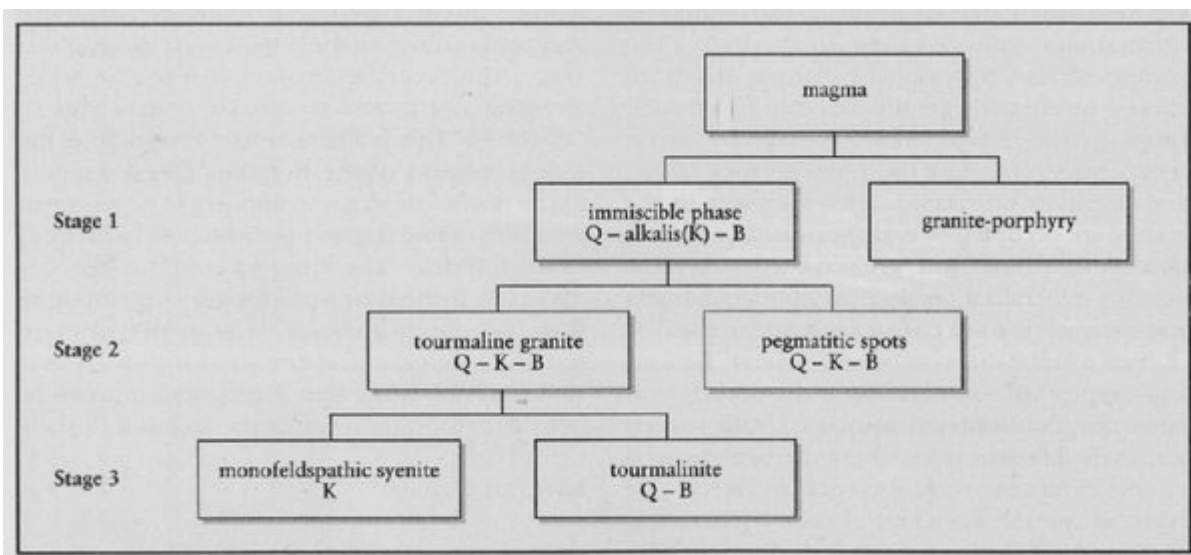 magma
Stage 1
immiscible phase
Q – alkalis(K) – B
granite-porphyry
Stage 2
tourmaline granite
Q – K – B
pegmatitic spots
Q – K – B
Stage 3
monofeldspathic syenite
K
tourmalinite
Q – B